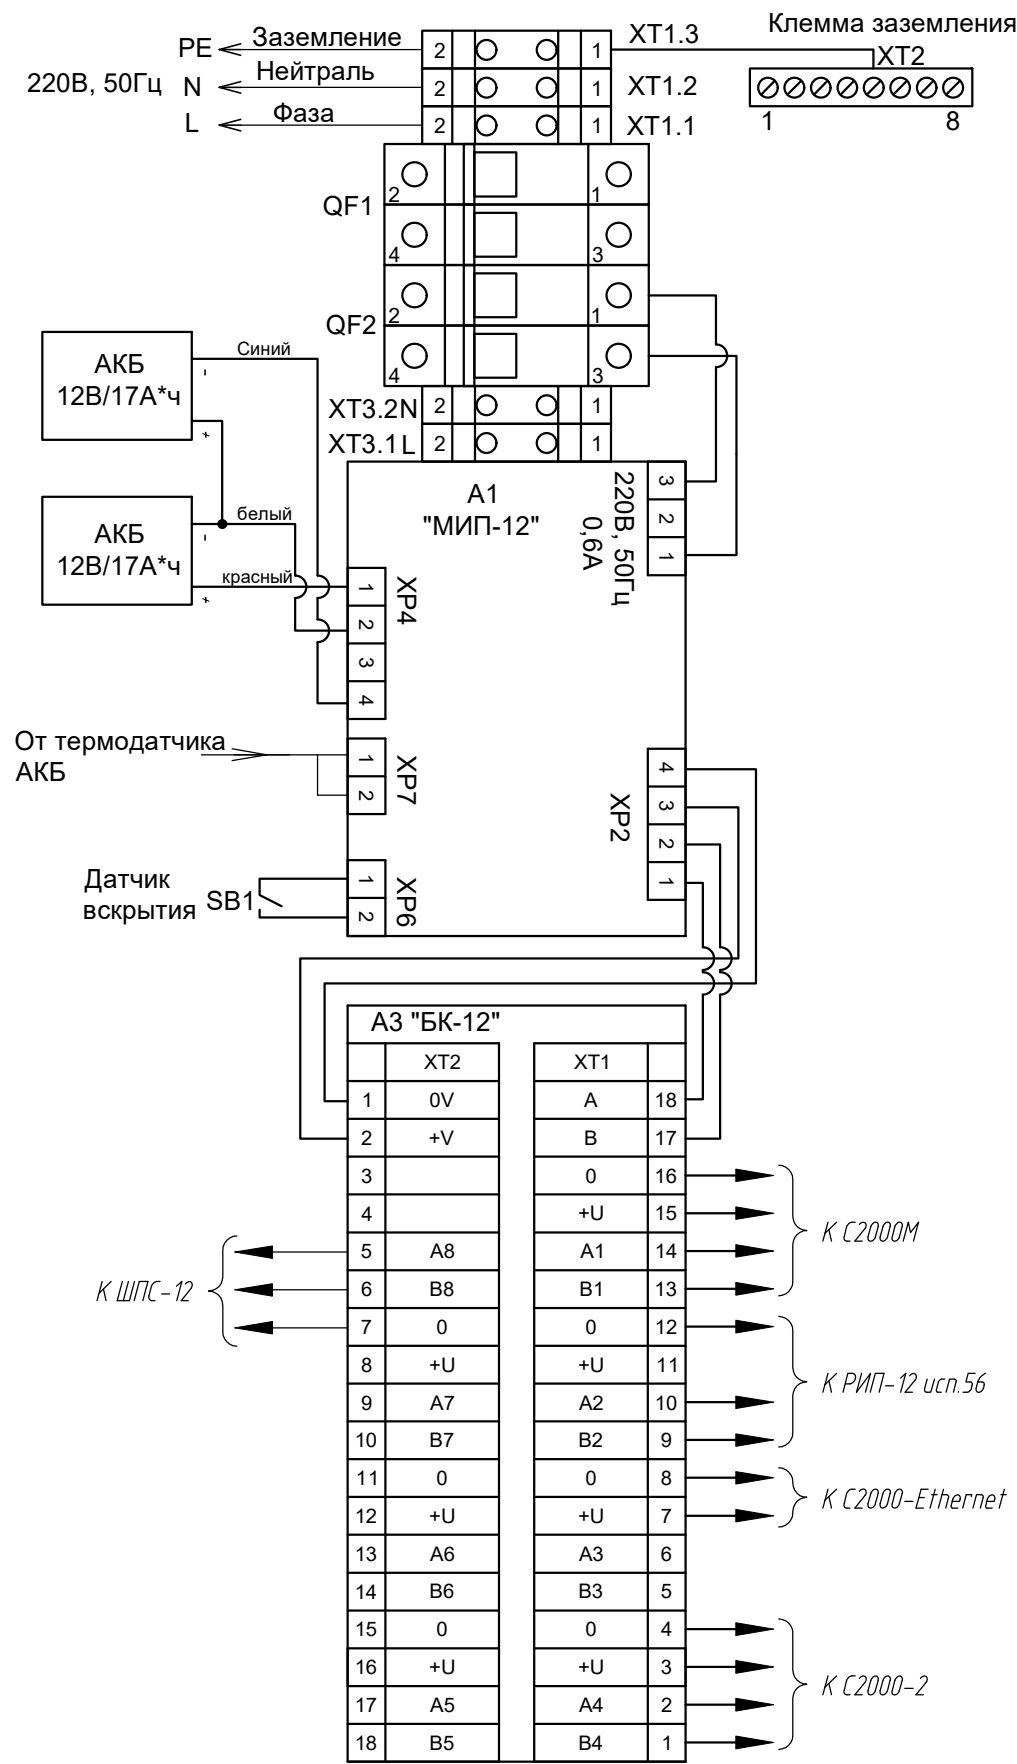 Клемма заземления
PE Заземление 2 1 XT1.3 XT2
220В, 50Гц N Нейтраль 2 1 XT1.2
L Фаза 2 1 XT1.1
1 8
QF1
2 1
4 3
QF2
2 1
4 3
XT3.2N 2 1
XT3.1L 2 1
АКБ
12В/17А*ч
Синий
-
+
АКБ
12В/17А*ч
белый
-
красный
+
А1
"МИП-12"
220В, 50Гц
0,6А
3
2
1
XP4
1
2
3
4
От термодатчика
АКБ
XP7
1
2
XP2
4
3
2
1
Датчик
вскрытия
SB1
XP6
1
2
А3 "БК-12"
XT2 XT1
1 0V A 18
2 +V B 17
3 0 16
4 +U 15
5 A8 A1 14
6 B8 B1 13
7 0 0 12
8 +U +U 11
9 A7 A2 10
10 B7 B2 9
11 0 0 8
12 +U +U 7
13 A6 A3 6
14 B6 B3 5
15 0 0 4
16 +U +U 3
17 A5 A4 2
18 B5 B4 1
К ШПС-12
К С2000М
К РИП-12 исп.56
К С2000-Ethernet
К С2000-2